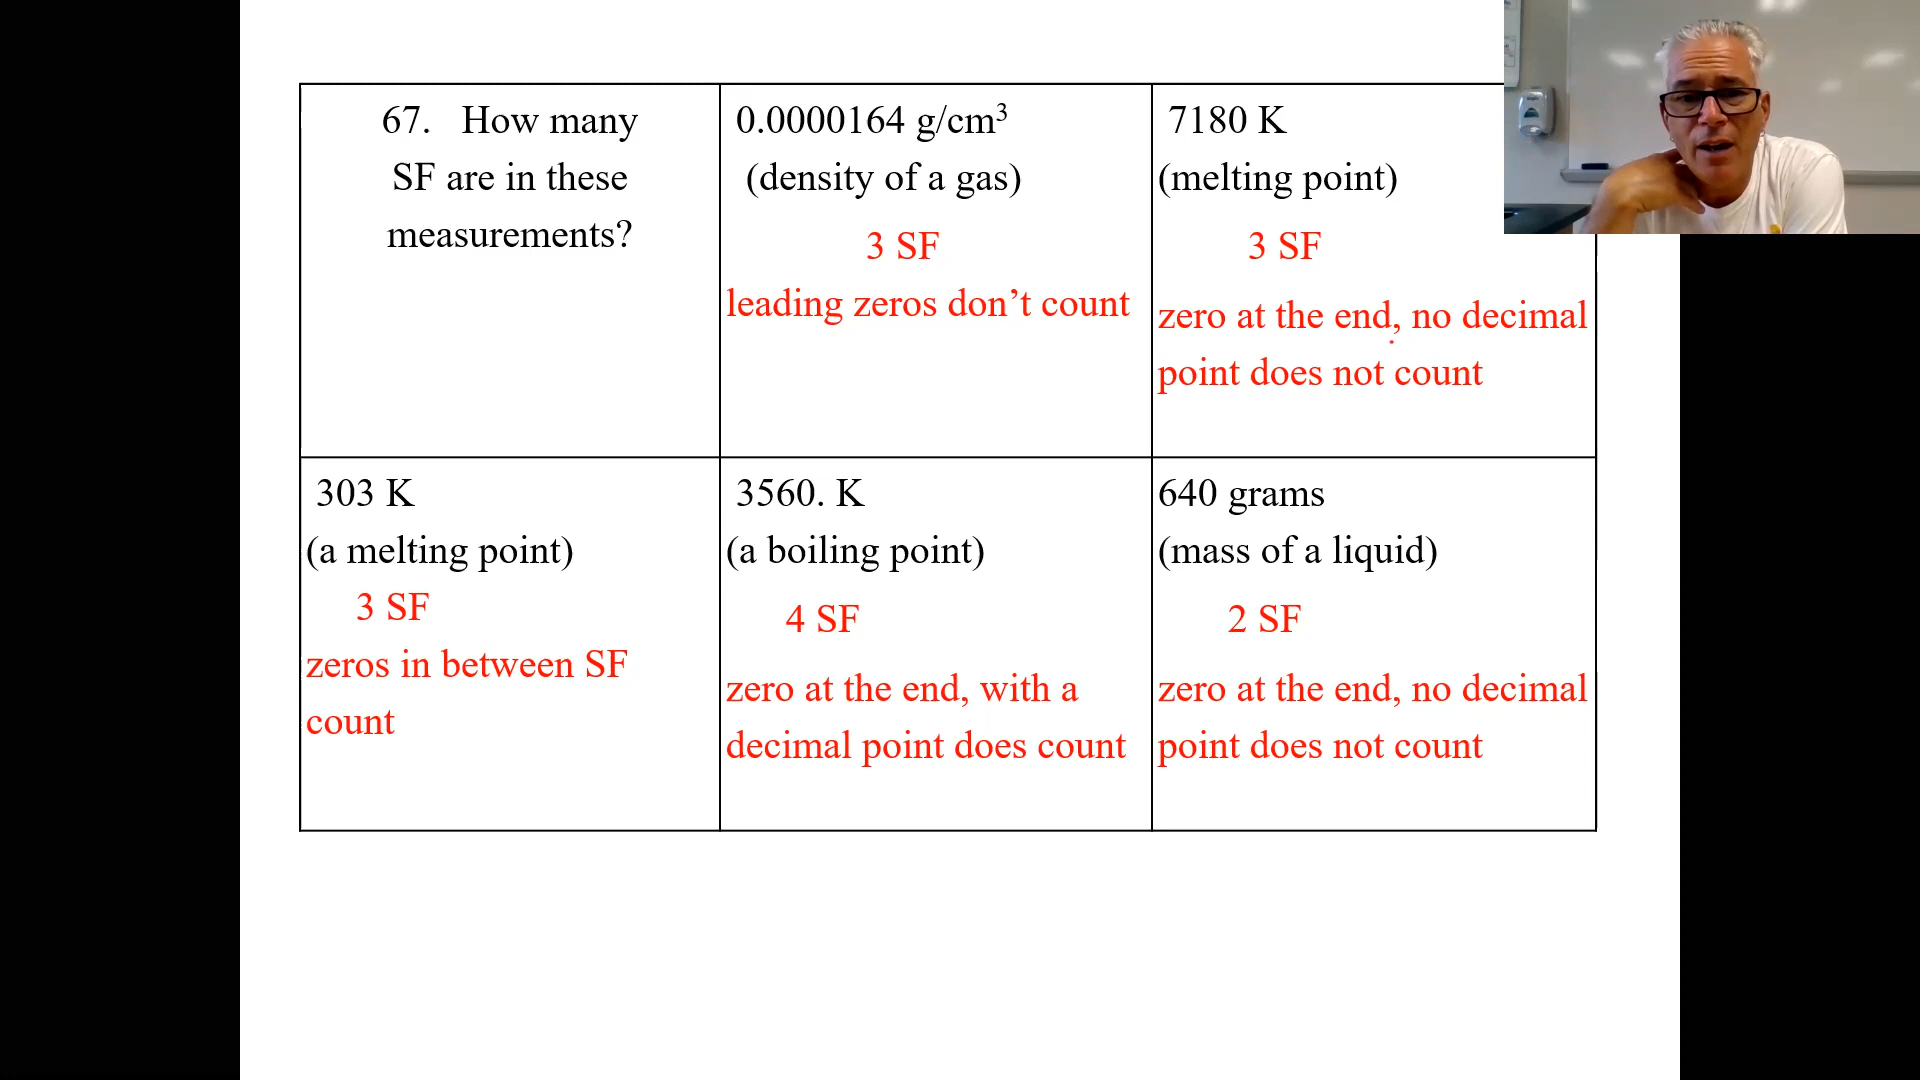 67. How many
SF are in these
measurements?
0.0000164 g/cm³
(density of a gas)
3 SF
leading zeros don’t count
7180 K
(melting point)
3 SF
zero at the end, no decimal
point does not count
303 K
(a melting point)
3 SF
zeros in between SF
count
3560. K
(a boiling point)
4 SF
zero at the end, with a
decimal point does count
640 grams
(mass of a liquid)
2 SF
zero at the end, no decimal
point does not count